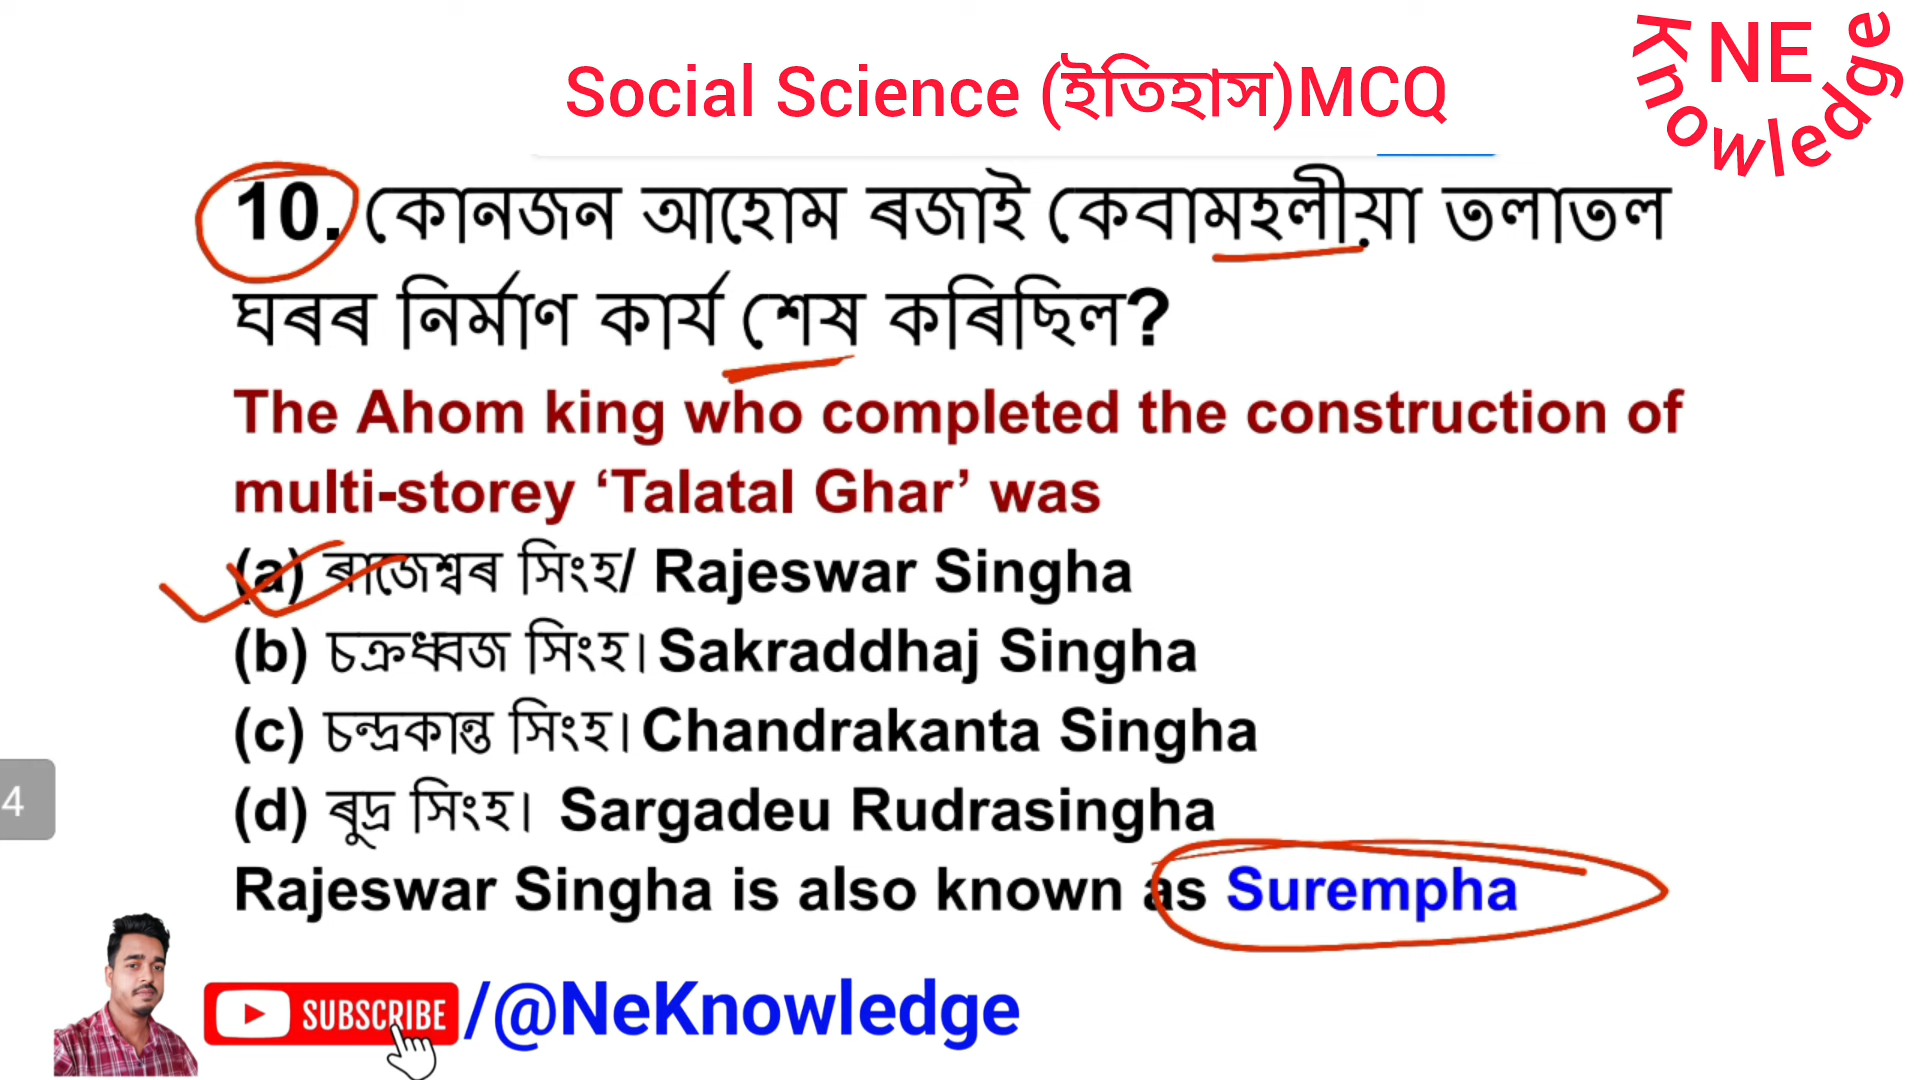 Social Science (ইতিহাস)MCQ
NE
Knowledge
10. কোনজন আহোম ৰজাই কেবামহলীয়া তলাতল
ঘৰৰ নিৰ্মাণ কাৰ্য শেষ কৰিছিল?
The Ahom king who completed the construction of
multi-storey ‘Talatal Ghar’ was
(a) ৰাজেশ্বৰ সিংহ/ Rajeswar Singha
(b) চক্ৰধ্বজ সিংহ। Sakraddhaj Singha
(c) চন্দ্ৰকান্ত সিংহ। Chandrakanta Singha
(d) ৰুদ্ৰ সিংহ। Sargadeu Rudrasingha
Rajeswar Singha is also known as Surempha
4
SUBSCRIBE /@NeKnowledge